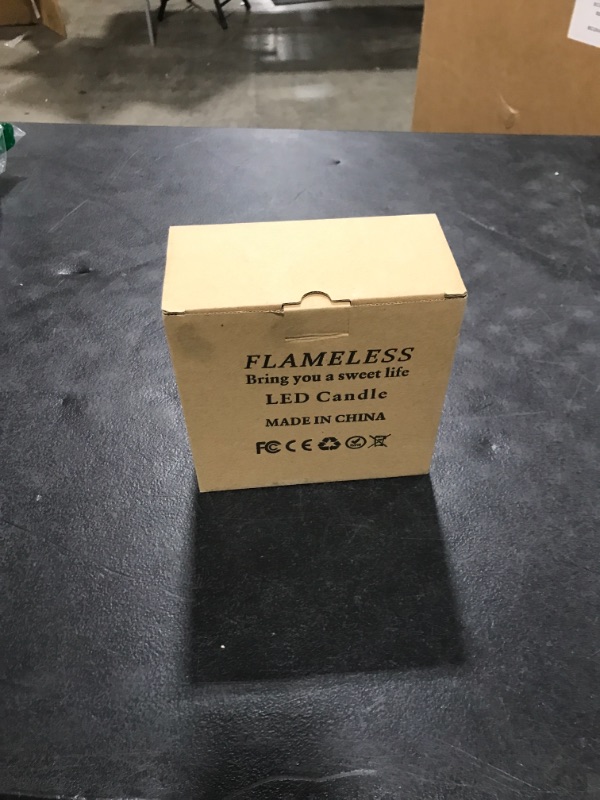 FLAMELESS
Bring you a sweet life
LED Candle
MADE IN CHINA
FC CE